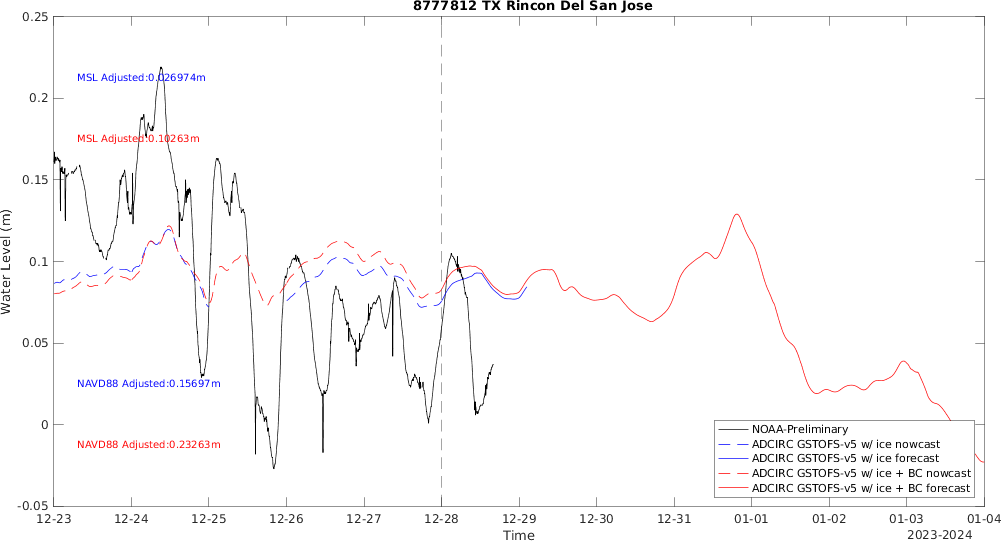 8777812 TX Rincon Del San Jose
0.25
0.2
0.15
0.1
0.05
0
-0.05
Water Level (m)
MSL Adjusted:0.026974m
MSL Adjusted:0.10263m
NAVD88 Adjusted:0.15697m
NAVD88 Adjusted:0.23263m
NOAA-Preliminary
ADCIRC GSTOFS-v5 w/ ice nowcast
ADCIRC GSTOFS-v5 w/ ice forecast
ADCIRC GSTOFS-v5 w/ ice + BC nowcast
ADCIRC GSTOFS-v5 w/ ice + BC forecast
12-23 12-24 12-25 12-26 12-27 12-28 12-29 12-30 12-31 01-01 01-02 01-03 01-04
Time
2023-2024